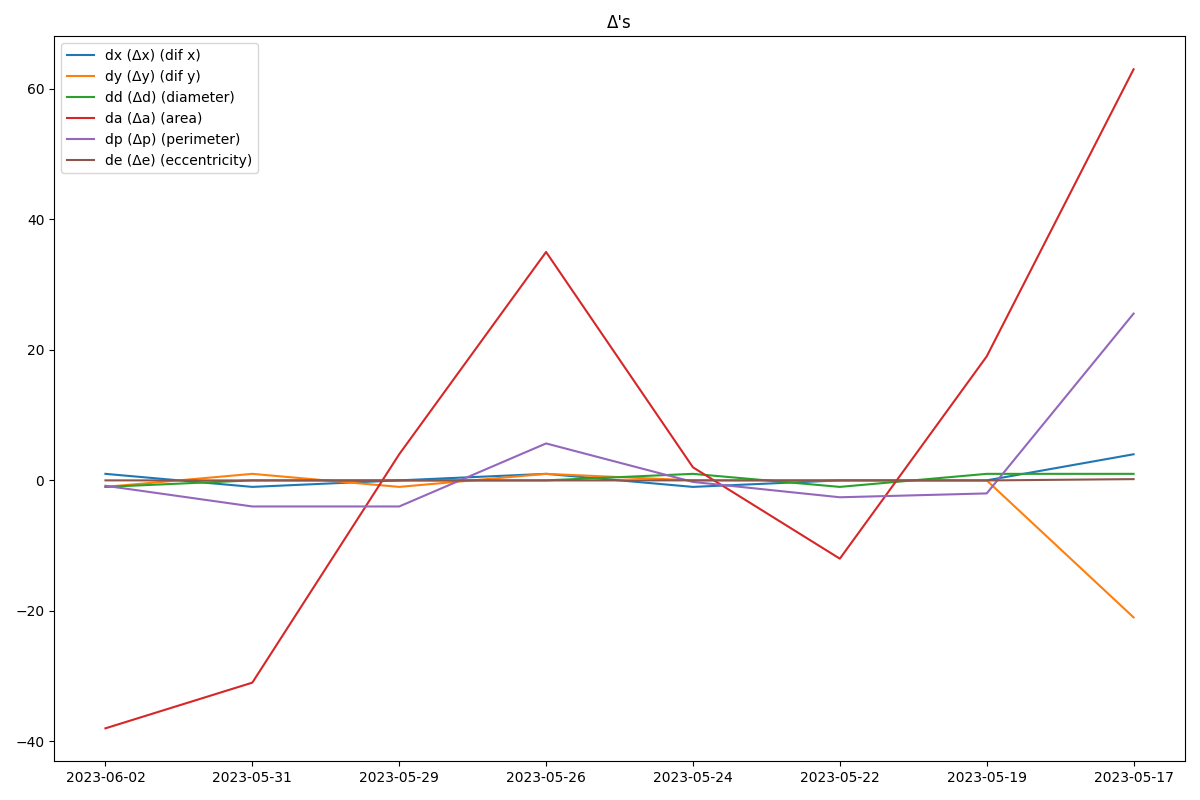 Δ's
dx (Δx) (dif x)
dy (Δy) (dif y)
dd (Δd) (diameter)
da (Δa) (area)
dp (Δp) (perimeter)
de (Δe) (eccentricity)
60
40
20
0
−20
−40
2023-06-02 2023-05-31 2023-05-29 2023-05-26 2023-05-24 2023-05-22 2023-05-19 2023-05-17